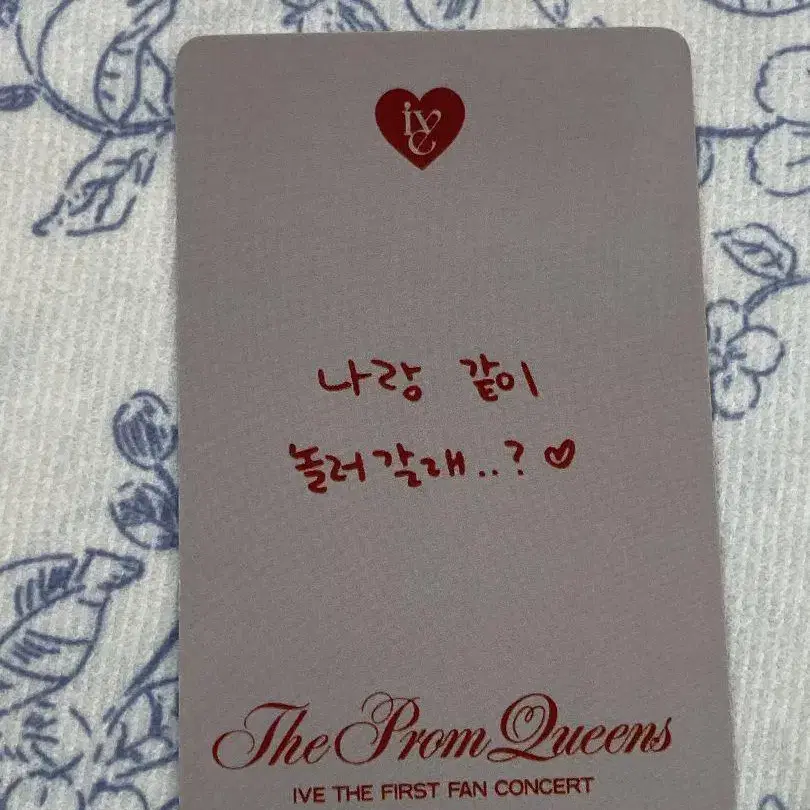 ive
나랑 같이
놀러갈래..? ♡
The Prom Queens
IVE THE FIRST FAN CONCERT